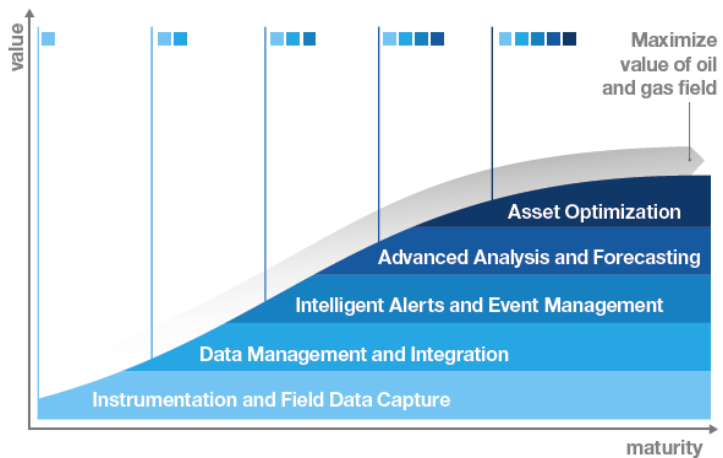 value
Maximize
value of oil
and gas field
Asset Optimization
Advanced Analysis and Forecasting
Intelligent Alerts and Event Management
Data Management and Integration
Instrumentation and Field Data Capture
maturity